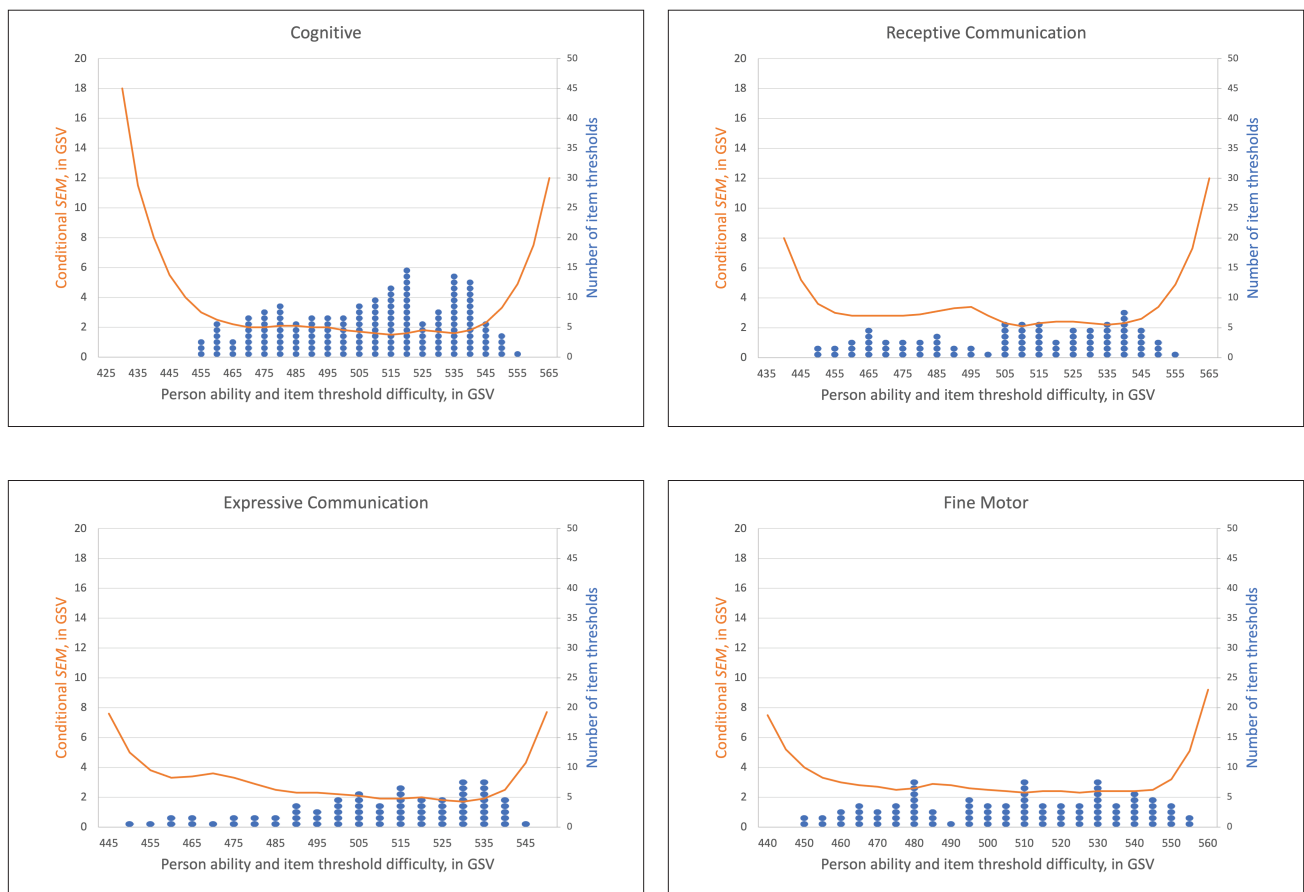 Cognitive
20 50
18 45
16 40
14 35
12 30
10 25
8 20
6 15
4 10
2 5
0 0
425 435 445 455 465 475 485 495 505 515 525 535 545 555 565
Person ability and item threshold difficulty, in GSV
Conditional SEM, in GSV
Number of item thresholds
Receptive Communication
20 50
18 45
16 40
14 35
12 30
10 25
8 20
6 15
4 10
2 5
0 0
435 445 455 465 475 485 495 505 515 525 535 545 555 565
Person ability and item threshold difficulty, in GSV
Conditional SEM, in GSV
Number of item thresholds
Expressive Communication
20 50
18 45
16 40
14 35
12 30
10 25
8 20
6 15
4 10
2 5
0 0
445 455 465 475 485 495 505 515 525 535 545
Person ability and item threshold difficulty, in GSV
Conditional SEM, in GSV
Number of item thresholds
Fine Motor
20 50
18 45
16 40
14 35
12 30
10 25
8 20
6 15
4 10
2 5
0 0
440 450 460 470 480 490 500 510 520 530 540 550 560
Person ability and item threshold difficulty, in GSV
Conditional SEM, in GSV
Number of item thresholds